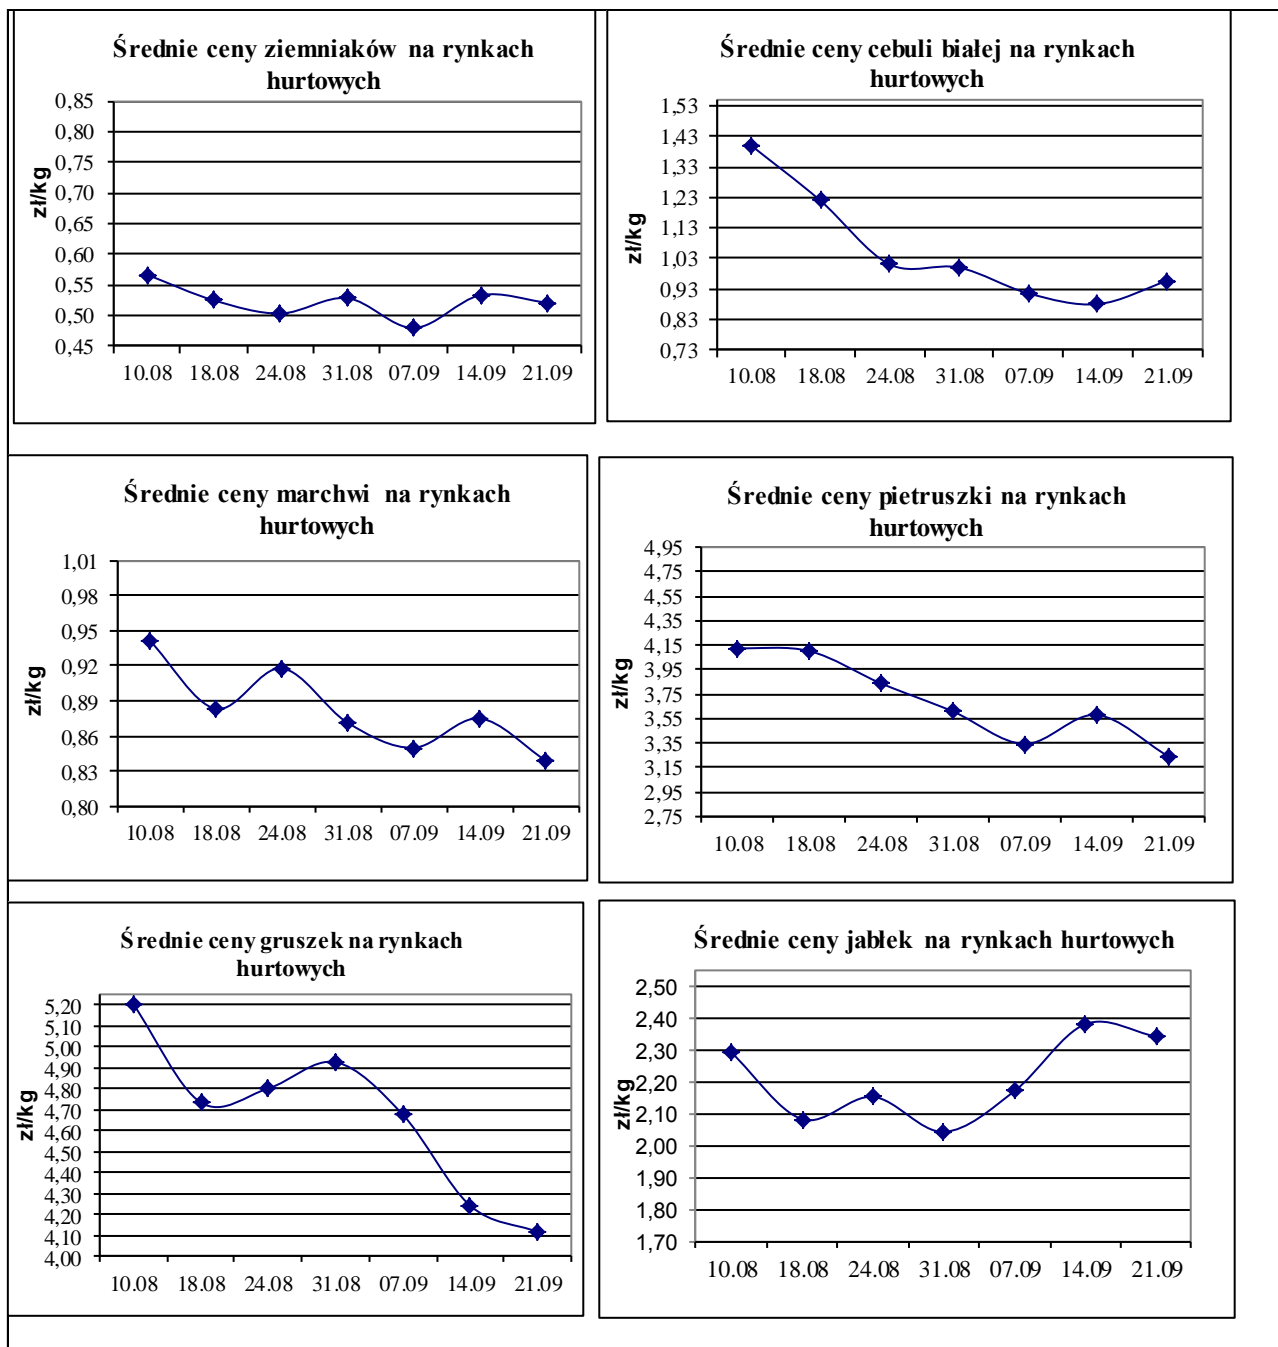 Średnie ceny ziemniaków na rynkach
hurtowych
zł/kg
0,85
0,80
0,75
0,70
0,65
0,60
0,55
0,50
0,45
10.08 18.08 24.08 31.08 07.09 14.09 21.09
Średnie ceny cebuli białej na rynkach
hurtowych
zł/kg
1,53
1,43
1,33
1,23
1,13
1,03
0,93
0,83
0,73
10.08 18.08 24.08 31.08 07.09 14.09 21.09
Średnie ceny marchwi na rynkach
hurtowych
zł/kg
1,01
0,98
0,95
0,92
0,89
0,86
0,83
0,80
10.08 18.08 24.08 31.08 07.09 14.09 21.09
Średnie ceny pietruszki na rynkach
hurtowych
zł/kg
4,95
4,75
4,55
4,35
4,15
3,95
3,75
3,55
3,35
3,15
2,95
2,75
10.08 18.08 24.08 31.08 07.09 14.09 21.09
Średnie ceny gruszek na rynkach
hurtowych
zł/kg
5,20
5,10
5,00
4,90
4,80
4,70
4,60
4,50
4,40
4,30
4,20
4,10
4,00
10.08 18.08 24.08 31.08 07.09 14.09 21.09
Średnie ceny jabłek na rynkach hurtowych
zł/kg
2,50
2,40
2,30
2,20
2,10
2,00
1,90
1,80
1,70
10.08 18.08 24.08 31.08 07.09 14.09 21.09